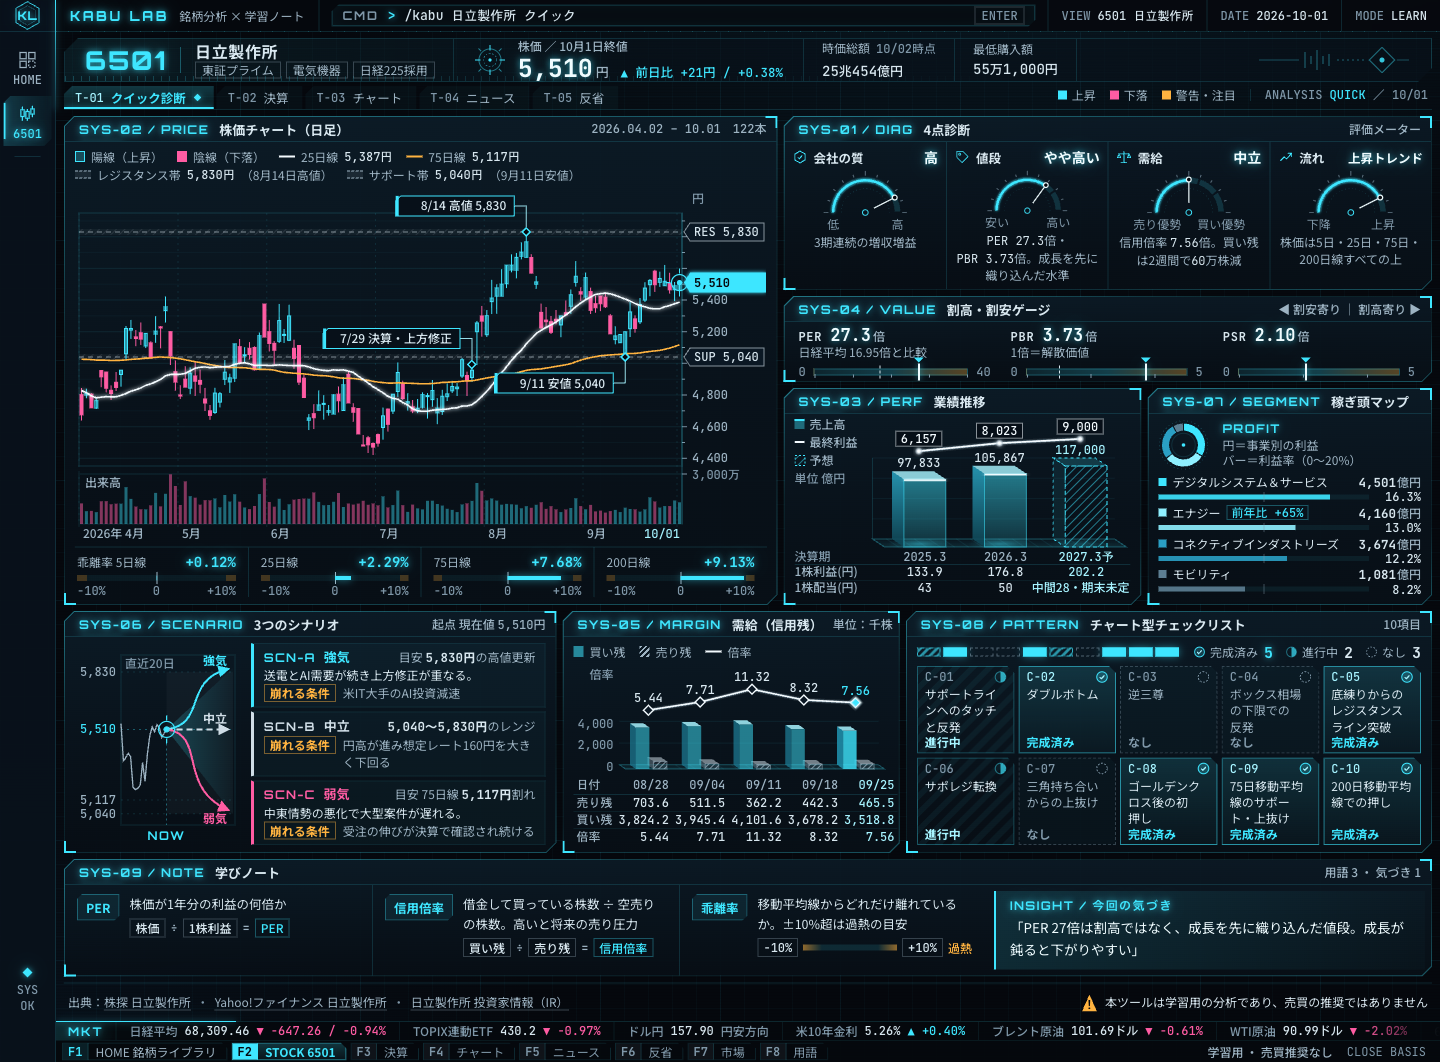 KL KABU LAB 銘柄分析 × 学習ノート CMD > /kabu 日立製作所 クイック ENTER VIEW 6501 日立製作所 DATE 2026-10-01 MODE LEARN
HOME
6501
6501 日立製作所
東証プライム 電気機器 日経225採用
株価 ／ 10月1日終値
5,510円 ▲ 前日比 +21円 / +0.38%
時価総額 10/02時点
25兆454億円
最低購入額
55万1,000円
T-01 クイック診断 ◆ T-02 決算 T-03 チャート T-04 ニュース T-05 反省
上昇 下落 警告・注目 ANALYSIS QUICK ／ 10/01
SYS-02 / PRICE 株価チャート（日足） 2026.04.02 − 10.01 122本
陽線（上昇） 陰線（下落） 25日線 5,387円 75日線 5,117円
レジスタンス帯 5,830円 （8月14日高値） サポート帯 5,040円 （9月11日安値）
円
8/14 高値 5,830
RES 5,830
5,510
5,400
7/29 決算・上方修正
5,200
SUP 5,040
9/11 安値 5,040
4,800
4,600
4,400
3,000万
出来高
2026年 4月 5月 6月 7月 8月 9月 10/01
乖離率 5日線 +0.12% 25日線 +2.29% 75日線 +7.68% 200日線 +9.13%
-10% 0 +10% -10% 0 +10% -10% 0 +10% -10% 0 +10%
SYS-01 / DIAG 4点診断 評価メーター
会社の質 高
低 高
3期連続の増収増益
値段 やや高い
安い 高い
PER 27.3倍・
PBR 3.73倍。成長を先に
織り込んだ水準
需給 中立
売り優勢 買い優勢
信用倍率 7.56倍。買い残
は2週間で60万株減
流れ 上昇トレンド
下降 上昇
株価は5日・25日・75日・
200日線すべての上
SYS-04 / VALUE 割高・割安ゲージ ◀ 割安寄り ｜ 割高寄り ▶
PER 27.3倍 PBR 3.73倍 PSR 2.10倍
日経平均 16.95倍と比較 1倍＝解散価値
0 40 0 5 0 5
SYS-03 / PERF 業績推移
売上高
最終利益
予想
単位 億円
6,157 8,023 9,000
97,833 105,867 117,000
決算期 2025.3 2026.3 2027.3予
1株利益(円) 133.9 176.8 202.2
1株配当(円) 43 50 中間28・期末未定
SYS-07 / SEGMENT 稼ぎ頭マップ
PROFIT
円＝事業別の利益
バー＝利益率（0〜20%）
デジタルシステム＆サービス 4,501億円
16.3%
エナジー 前年比 +65% 4,160億円
13.0%
コネクティブインダストリーズ 3,674億円
12.2%
モビリティ 1,081億円
8.2%
SYS-06 / SCENARIO 3つのシナリオ 起点 現在値 5,510円
直近20日
5,830
5,510
5,117
5,040
強気
中立
弱気
NOW
SCN-A 強気 目安 5,830円の高値更新
送電とAI需要が続き上方修正が重なる。
崩れる条件 米IT大手のAI投資減速
SCN-B 中立 5,040〜5,830円のレンジ
崩れる条件 円高が進み想定レート160円を大き
く下回る
SCN-C 弱気 目安 75日線 5,117円割れ
中東情勢の悪化で大型案件が遅れる。
崩れる条件 受注の伸びが決算で確認され続ける
SYS-05 / MARGIN 需給（信用残） 単位：千株
買い残 売り残 倍率
倍率
5.44 7.71 11.32 8.32 7.56
4,000
2,000
0
日付 08/28 09/04 09/11 09/18 09/25
売り残 703.6 511.5 362.2 442.3 465.5
買い残 3,824.2 3,945.4 4,101.6 3,678.2 3,518.8
倍率 5.44 7.71 11.32 8.32 7.56
SYS-08 / PATTERN チャート型チェックリスト 10項目
完成済み 5 進行中 2 なし 3
C-01
サポートライ
ンへのタッチ
と反発
進行中
C-02
ダブルボトム
完成済み
C-03
逆三尊
なし
C-04
ボックス相場
の下限での
反発
なし
C-05
底練りからの
レジスタンス
ライン突破
完成済み
C-06
サポレジ転換
進行中
C-07
三角持ち合い
からの上抜け
なし
C-08
ゴールデンク
ロス後の初
押し
完成済み
C-09
75日移動平均
線のサポー
ト・上抜け
完成済み
C-10
200日移動平均
線での押し
完成済み
SYS-09 / NOTE 学びノート 用語 3 ・ 気づき 1
PER 株価が1年分の利益の何倍か
株価 ÷ 1株利益 = PER
信用倍率 借金して買っている株数 ÷ 空売り
の株数。高いと将来の売り圧力
買い残 ÷ 売り残 = 信用倍率
乖離率 移動平均線からどれだけ離れている
か。±10%超は過熱の目安
-10% +10% 過熱
INSIGHT / 今回の気づき
「PER 27倍は割高ではなく、成長を先に織り込んだ値段。成長が
鈍ると下がりやすい」
◆
SYS
OK
出典：株探 日立製作所 ・ Yahoo!ファイナンス 日立製作所 ・ 日立製作所 投資家情報（IR） 本ツールは学習用の分析であり、売買の推奨ではありません
MKT 日経平均 68,309.46 ▼ -647.26 / -0.94% TOPIX連動ETF 430.2 ▼ -0.97% ドル円 157.90 円安方向 米10年金利 5.26% ▲ +0.40% ブレント原油 101.69ドル ▼ -0.61% WTI原油 90.99ドル ▼ -2.02%
F1 HOME 銘柄ライブラリ F2 STOCK 6501 F3 決算 F4 チャート F5 ニュース F6 反省 F7 市場 F8 用語 学習用 ・ 売買推奨なし CLOSE BASIS